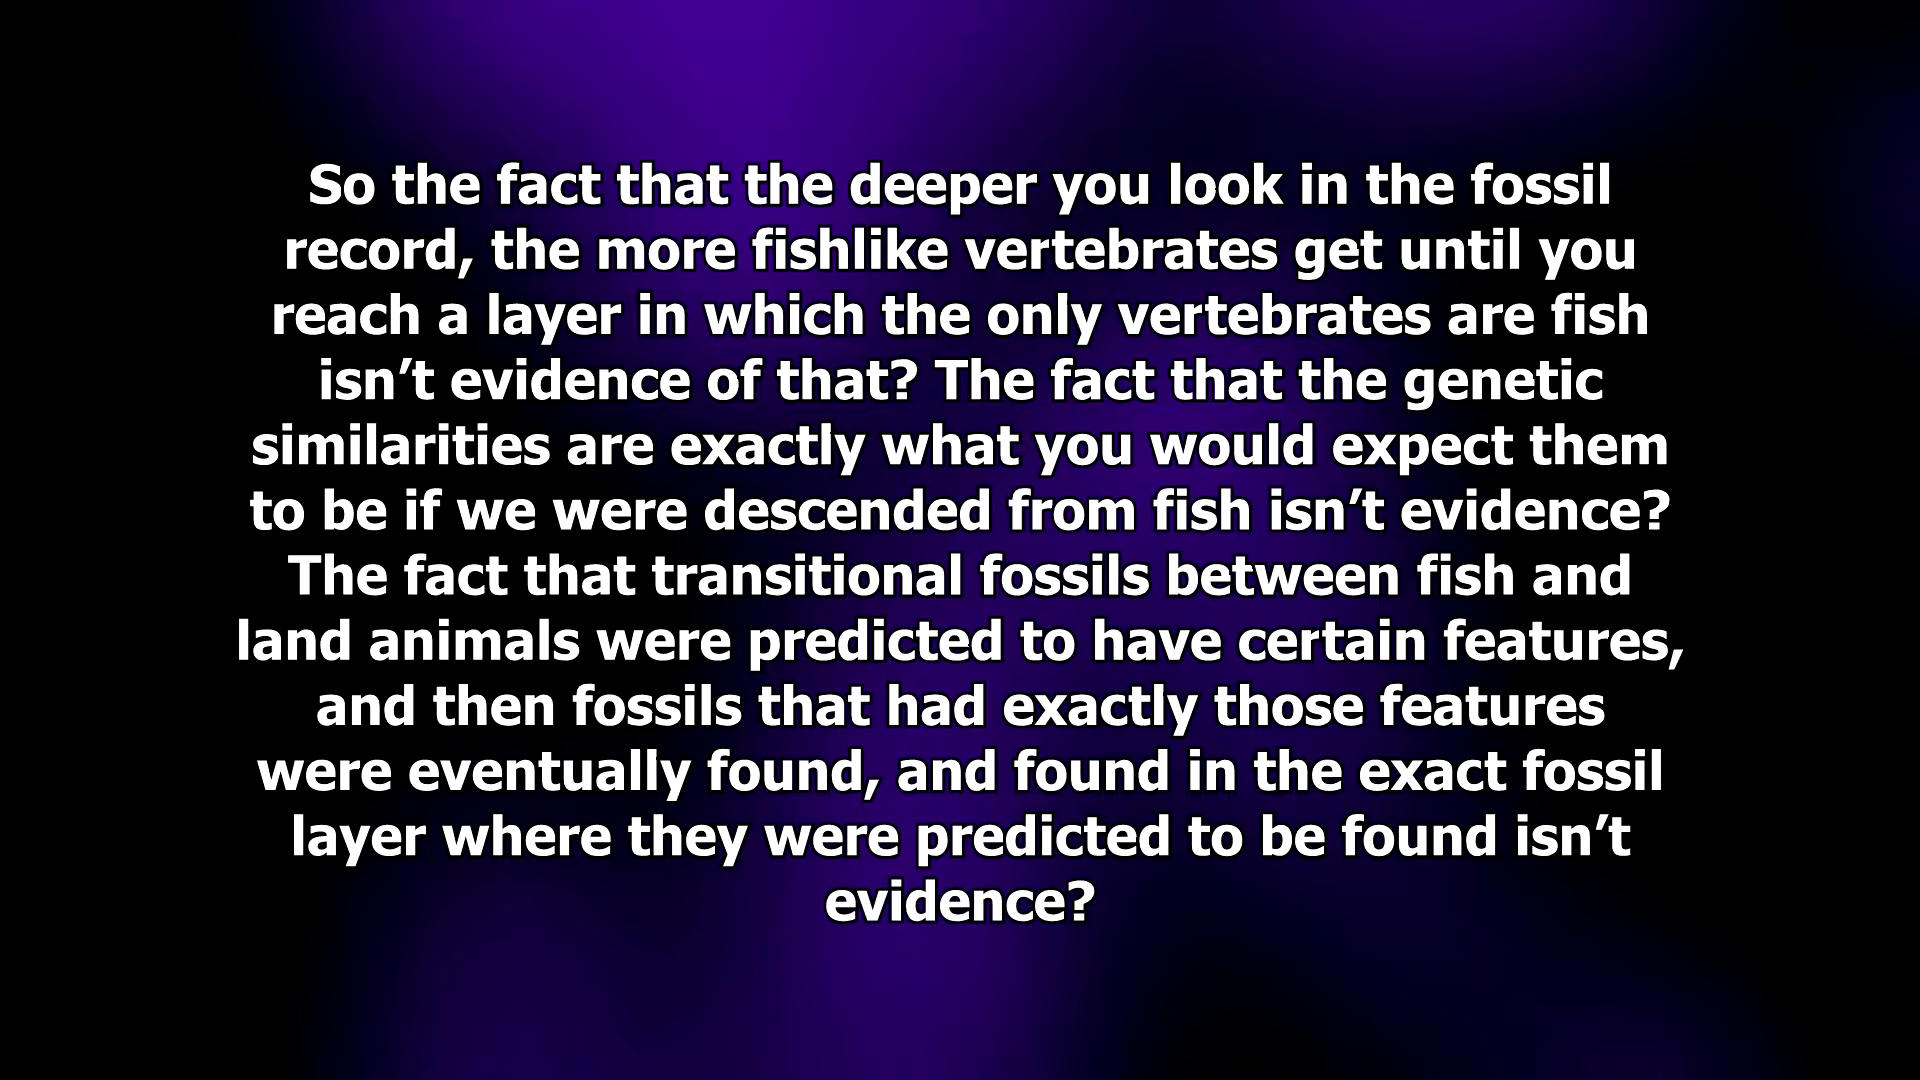 So the fact that the deeper you look in the fossil
record, the more fishlike vertebrates get until you
reach a layer in which the only vertebrates are fish
isn’t evidence of that? The fact that the genetic
similarities are exactly what you would expect them
to be if we were descended from fish isn’t evidence?
The fact that transitional fossils between fish and
land animals were predicted to have certain features,
and then fossils that had exactly those features
were eventually found, and found in the exact fossil
layer where they were predicted to be found isn’t
evidence?